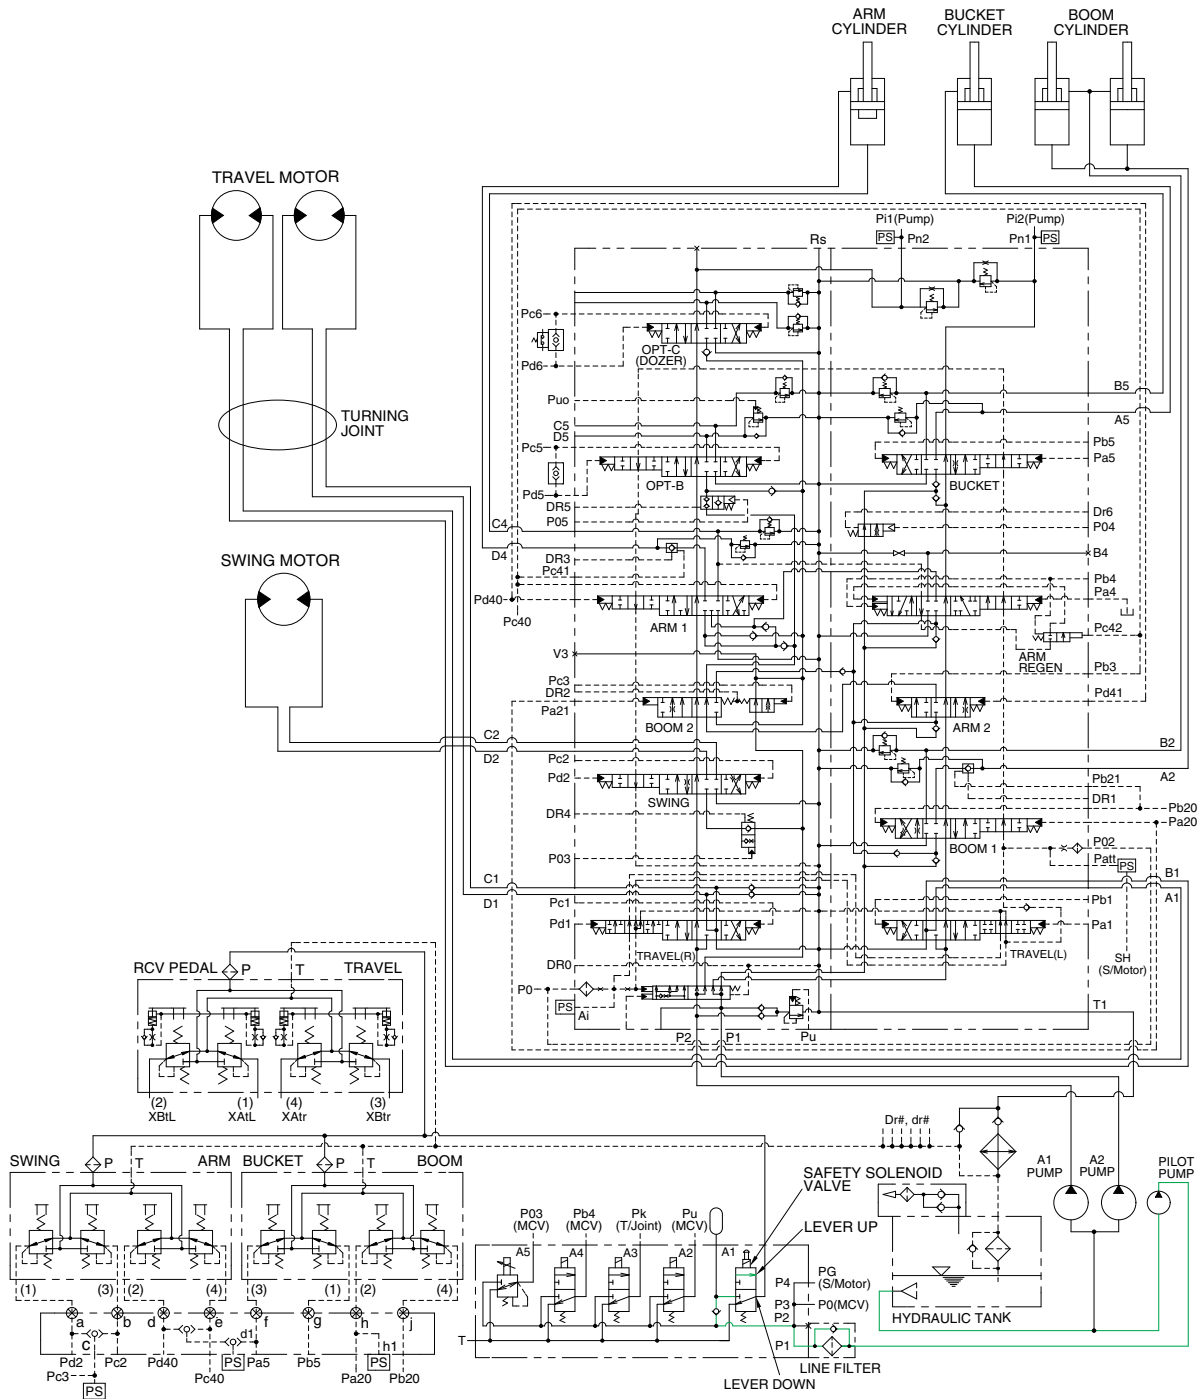 ARM
CYLINDER
BUCKET
CYLINDER
BOOM
CYLINDER
TRAVEL MOTOR
Pi1(Pump)
Pi2(Pump)
Rs
PS
Pn2
Pn1
PS
Pc6
OPT-C
(DOZER)
Pd6
Puo
B5
TURNING
JOINT
C5
D5
A5
Pc5
Pb5
Pa5
OPT-B
BUCKET
Pd5
DR5
P05
Dr6
P04
C4
D4
DR3
Pc41
B4
SWING MOTOR
Pb4
Pa4
Pd40
Pc40
ARM 1
Pc42
ARM
REGEN
V3
Pc3
DR2
Pb3
Pa21
Pd41
BOOM 2
ARM 2
C2
D2
B2
Pc2
Pd2
A2
Pb21
SWING
DR1
Pb20
Pa20
DR4
BOOM 1
P02
P03
Patt
PS
C1
D1
B1
A1
Pc1
Pb1
Pd1
Pa1
TRAVEL(R)
TRAVEL(L)
DR0
SH
(S/Motor)
P0
PS
Ai
T1
P2
P1
Pu
RCV PEDAL
P
T
TRAVEL
(2)
XBtL
(1)
XAtL
(4)
XAtr
(3)
XBtr
Dr#, dr#
A1
PUMP
A2
PUMP
PILOT
PUMP
SWING
P
T
ARM
BUCKET
P
T
BOOM
SAFETY SOLENOID
VALVE
LEVER UP
P03
(MCV)
Pb4
(MCV)
Pk
(T/Joint)
Pu
(MCV)
A5
A4
A3
A2
A1
PG
(S/Motor)
P4
P3
P0(MCV)
P2
P1
T
HYDRAULIC TANK
LINE FILTER
LEVER DOWN
(1)
(3)
(2)
(4)
(3)
(1)
(2)
(4)
a
b
d
e
f
g
h
j
c
d1
h1
Pd2
Pc2
Pd40
PS
Pa5
Pb5
PS
Pc3
PS
Pc40
Pa20
Pb20